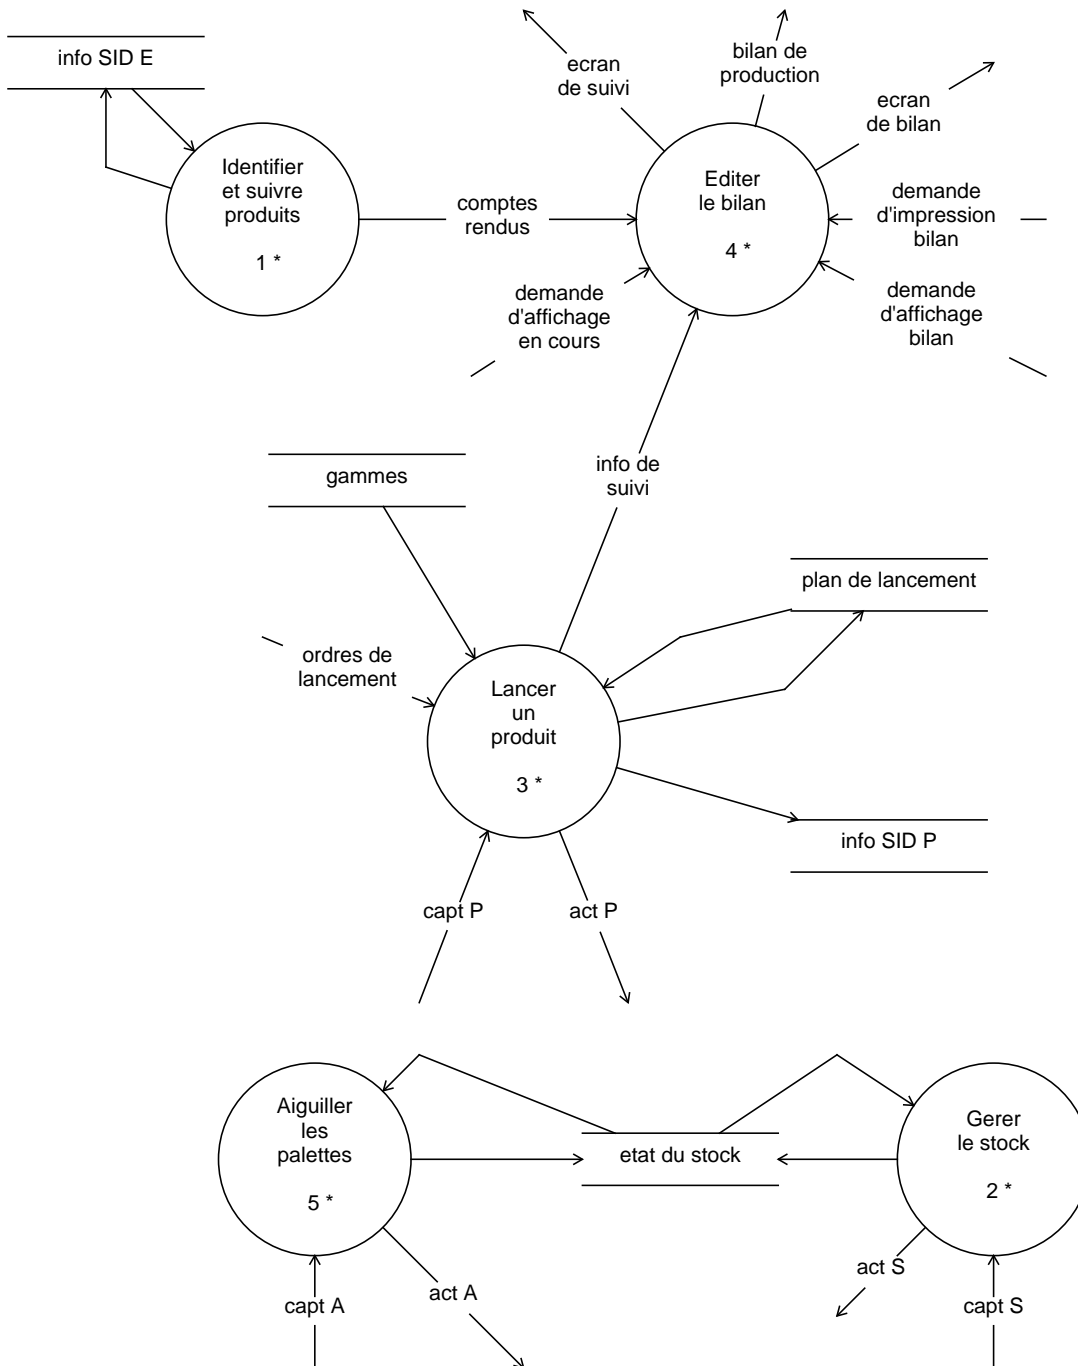 info SID E
ecran
de suivi
bilan de
production
ecran
de bilan
Identifier
et suivre
produits
1 *
comptes
rendus
Editer
le bilan
4 *
demande
d'impression
bilan
demande
d'affichage
en cours
demande
d'affichage
bilan
gammes
info de
suivi
plan de lancement
ordres de
lancement
Lancer
un
produit
3 *
info SID P
capt P
act P
Aiguiller
les
palettes
5 *
etat du stock
Gerer
le stock
2 *
capt A
act A
act S
capt S